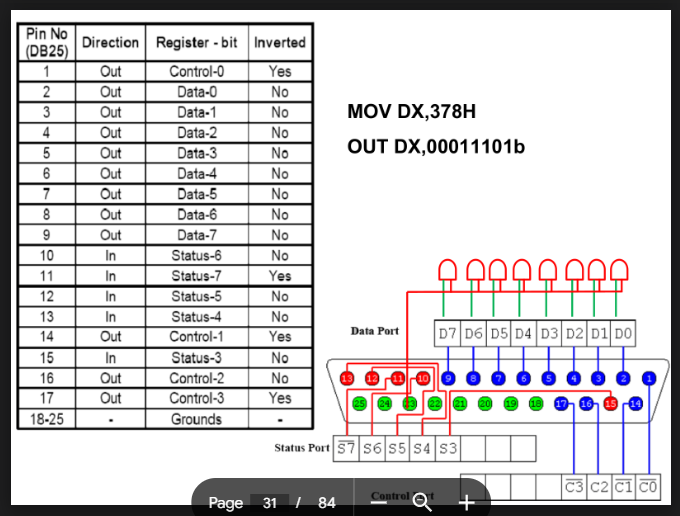 Pin No (DB25) Direction Register - bit Inverted
1 Out Control-0 Yes
2 Out Data-0 No
3 Out Data-1 No
4 Out Data-2 No
5 Out Data-3 No
6 Out Data-4 No
7 Out Data-5 No
8 Out Data-6 No
9 Out Data-7 No
10 In Status-6 No
11 In Status-7 Yes
12 In Status-5 No
13 In Status-4 No
14 Out Control-1 Yes
15 In Status-3 No
16 Out Control-2 No
17 Out Control-3 Yes
18-25 - Grounds -
MOV DX,378H
OUT DX,00011101b
Data Port D7 D6 D5 D4 D3 D2 D1 D0
13 12 11 10 9 8 7 6 5 4 3 2 1
25 24 23 22 21 20 19 18 17 16 15 14
Status Port S7 S6 S5 S4 S3
C3 C2 C1 C0
Page 31 / 84